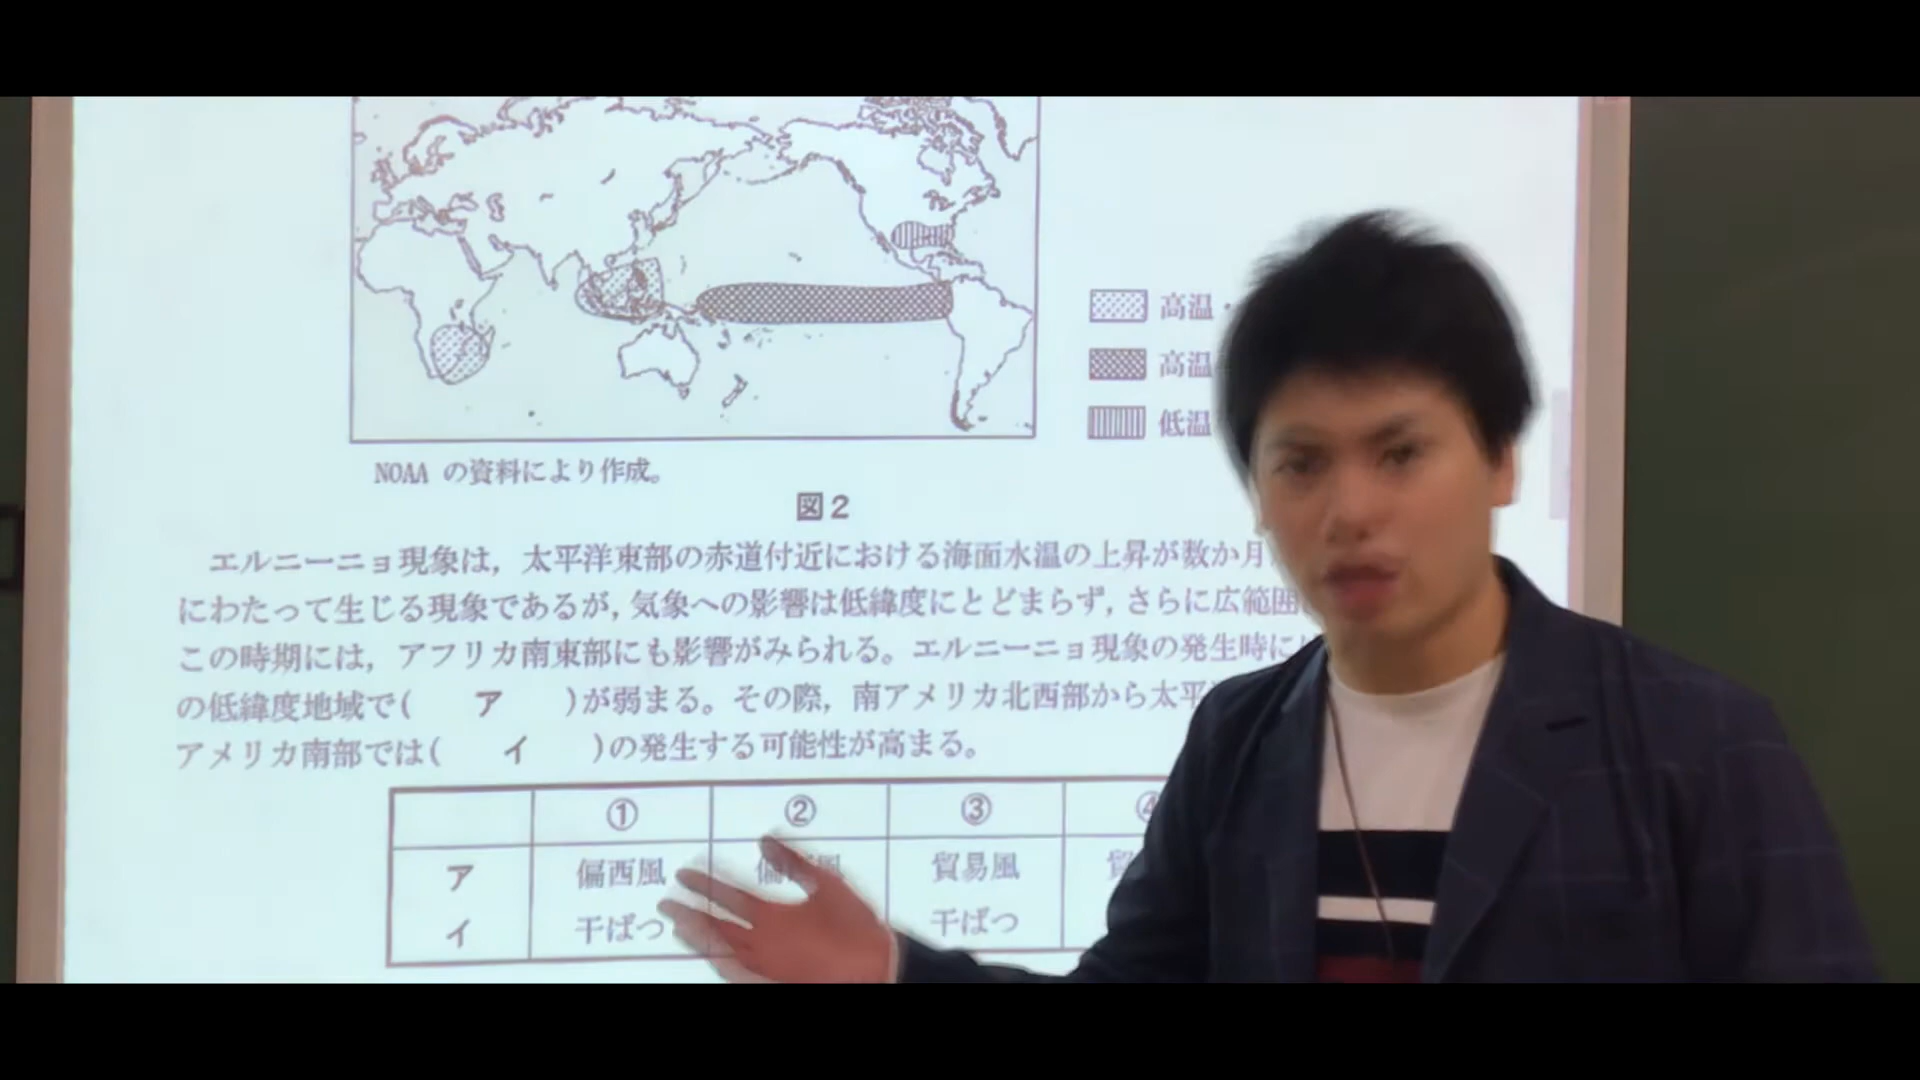 高温・
高温
低温
NOAA の資料により作成。
図2
エルニーニョ現象は，太平洋東部の赤道付近における海面水温の上昇が数か月
にわたって生じる現象であるが，気象への影響は低緯度にとどまらず，さらに広範囲
この時期には，アフリカ南東部にも影響がみられる。エルニーニョ現象の発生時に
の低緯度地域で( ア )が弱まる。その際，南アメリカ北西部から太平
アメリカ南部では( イ )の発生する可能性が高まる。
① ② ③ ④
ア 偏西風 貿易風
イ 干ばつ 干ばつ